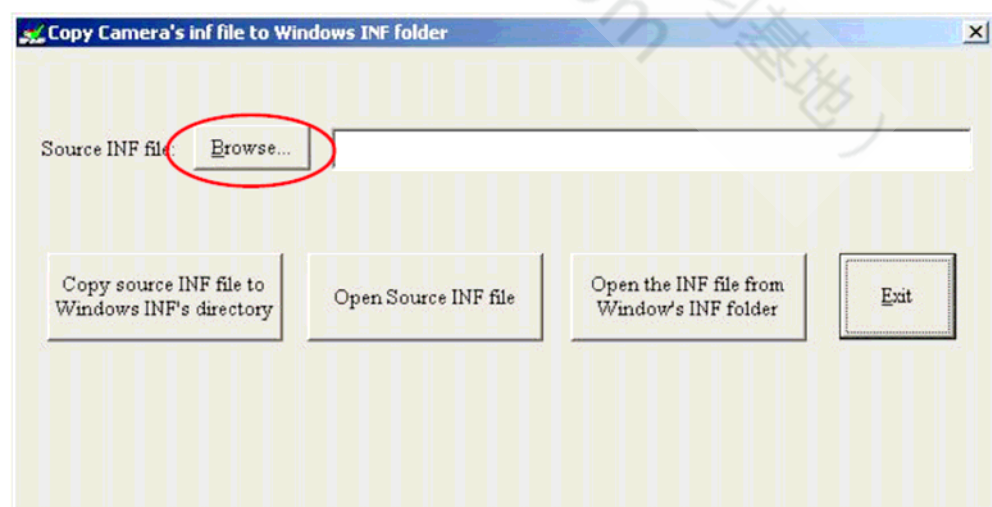 Copy Camera's inf file to Windows INF folder
Source INF file: Browse...
Copy source INF file to
Windows INF's directory
Open Source INF file
Open the INF file from
Window's INF folder
Exit